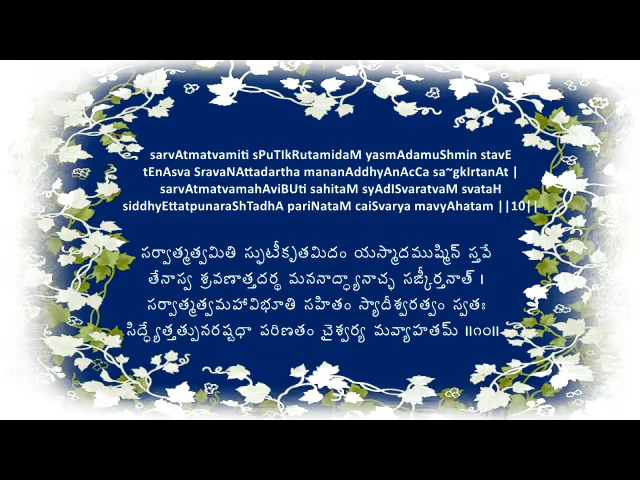 sarvAtmatvamiti sPuTIkRutamidaM yasmAdamuShmin stavE
tEnAsva SravaNAttadartha mananAddhyAnAcCa sa~gkIrtanAt |
sarvAtmatvamahAviBUti sahitaM syAdISvaratvaM svataH
siddhyEttatpunaraShTadhA pariNataM caiSvarya mavyAhatam ||10||
సర్వాత్మత్వమితి స్ఫుటీకృతమిదం యస్మాదముష్మిన్ స్తవే
తేనాస్వ శ్రవణాత్తదర్థ మననాద్ధ్యానాచ్ఛ సఙ్కీర్తనాత్ ।
సర్వాత్మత్వమహావిభూతి సహితం స్యాదీశ్వరత్వం స్వతః
సిద్ధ్యేత్తత్పునరష్టధా పరిణతం చైశ్వర్య మవ్యాహతమ్ ॥౧౦॥